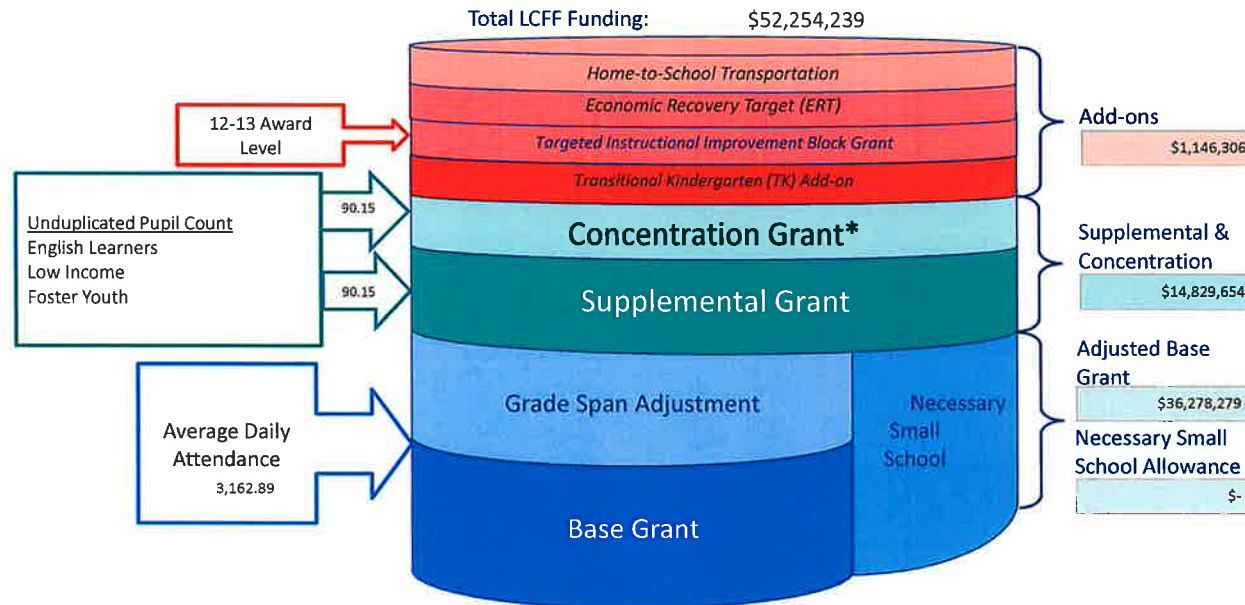 Total LCFF Funding: $52,254,239
Home-to-School Transportation
Economic Recovery Target (ERT)
Targeted Instructional Improvement Block Grant
Transitional Kindergarten (TK) Add-on
Concentration Grant*
Supplemental Grant
Grade Span Adjustment
Necessary
Small
School
Base Grant
12-13 Award
Level
Unduplicated Pupil Count
English Learners
Low Income
Foster Youth
90.15
90.15
Average Daily
Attendance
3,162.89
Add-ons
$1,146,306
Supplemental &
Concentration
$14,829,654
Adjusted Base
Grant
$36,278,279
Necessary Small
School Allowance
$-